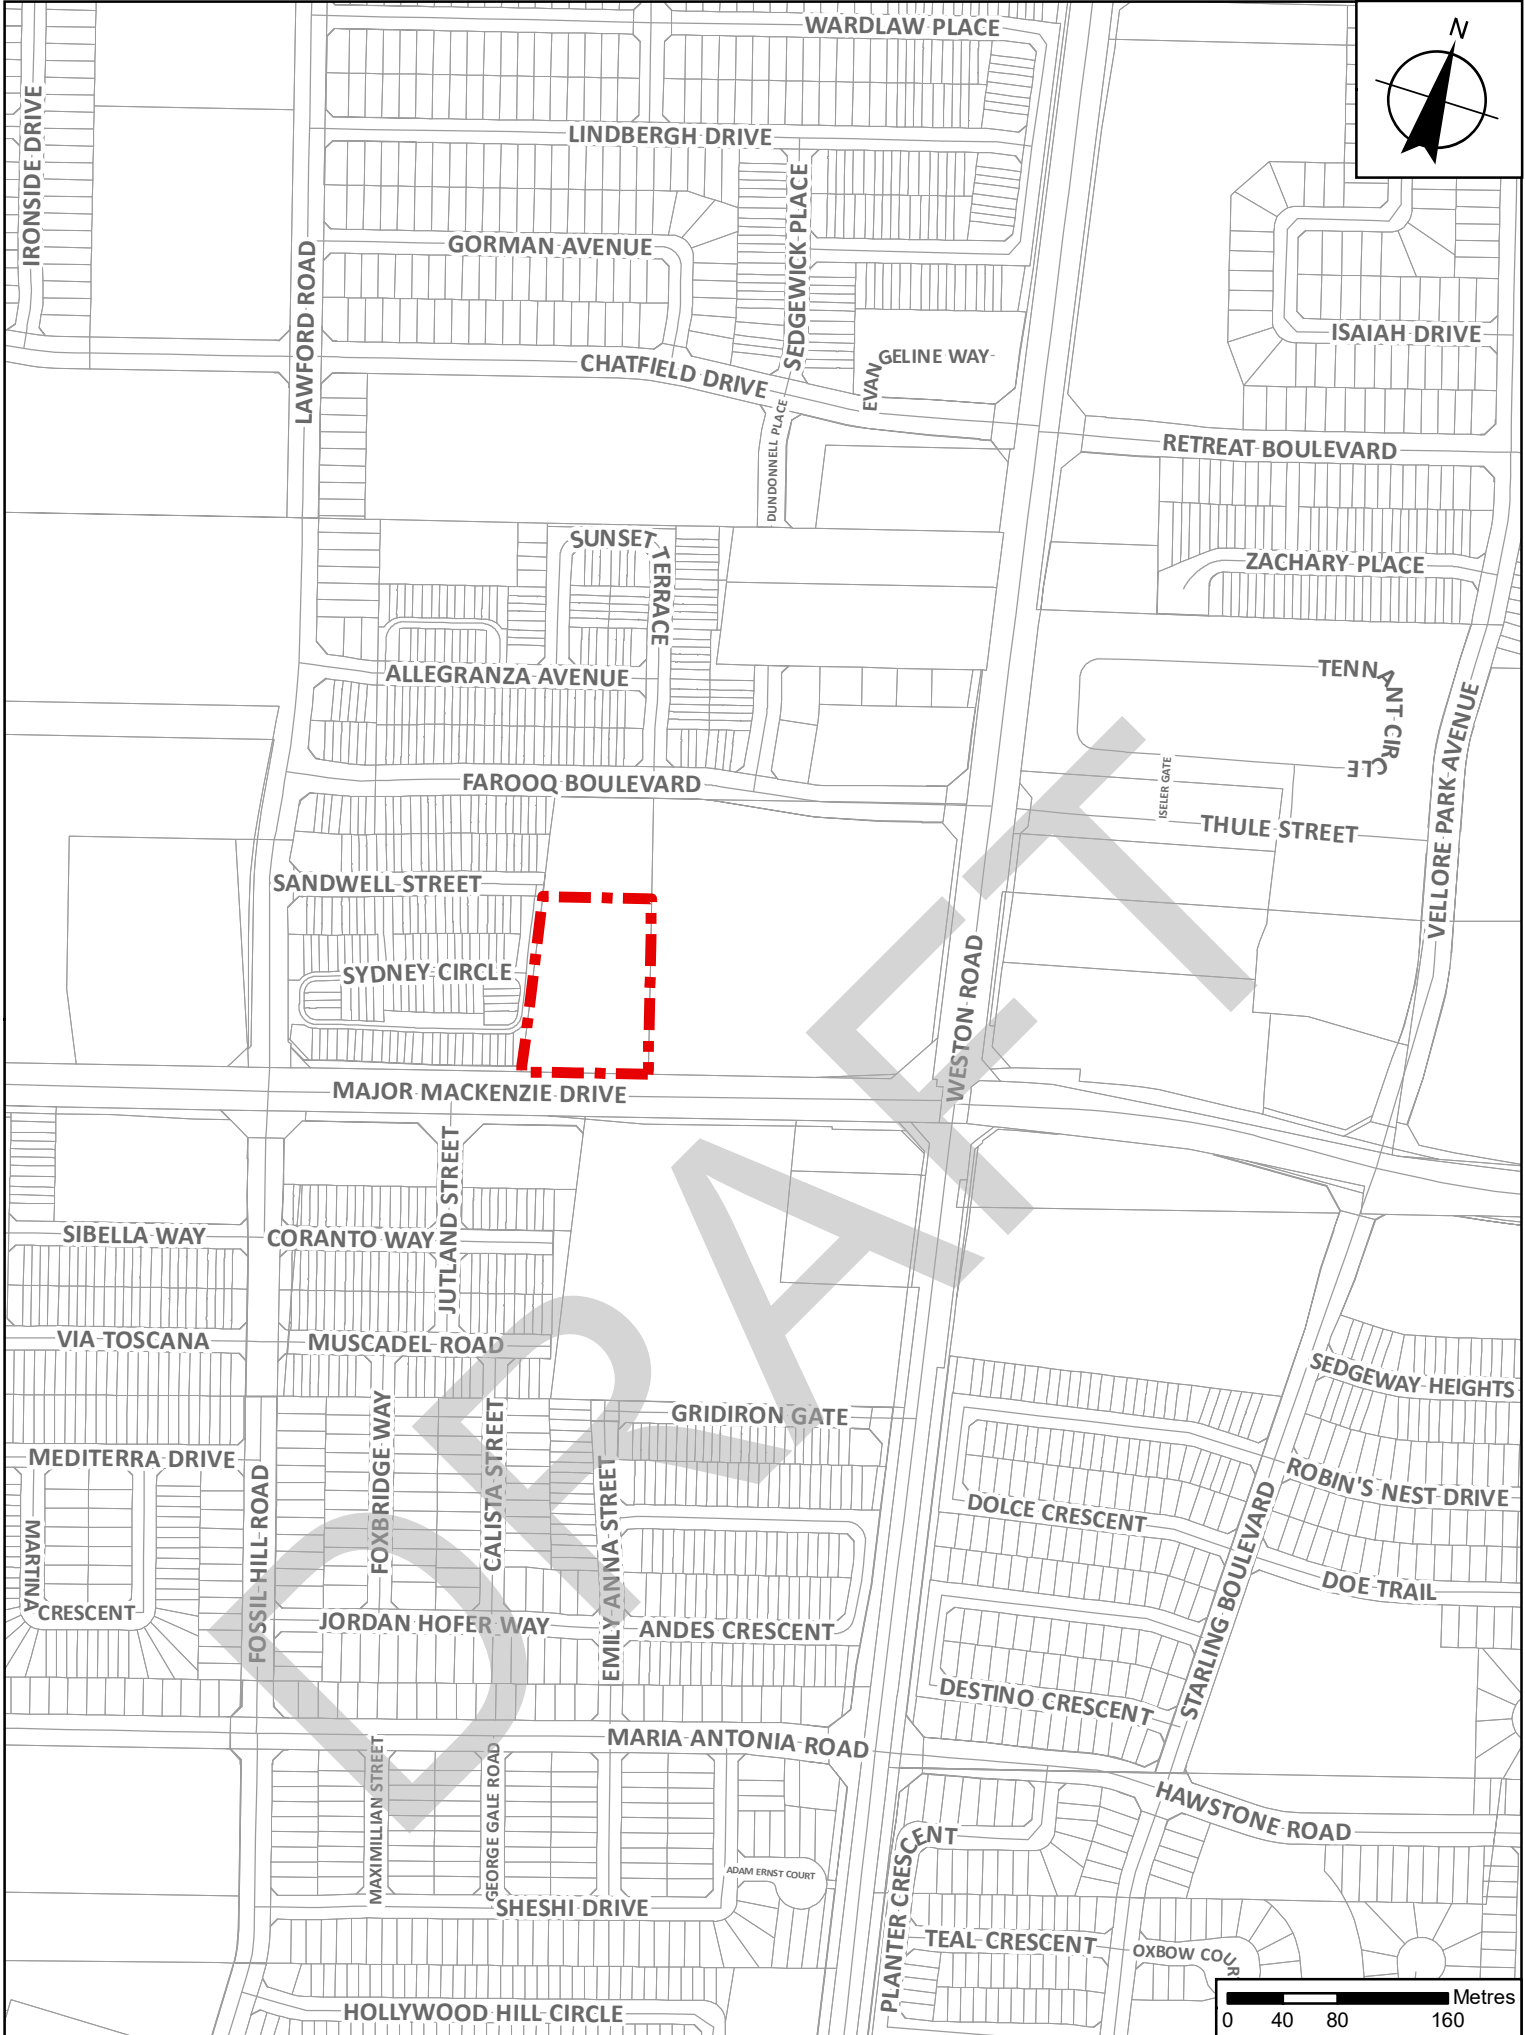 WARDLAW PLACE
N
IRONSIDE DRIVE
LINDBERGH DRIVE
SEDGEWICK PLACE
GORMAN AVENUE
LAWFORD ROAD
ISAIAH DRIVE
CHATFIELD DRIVE
EVANGELINE WAY
DUNDONNELL PLACE
RETREAT BOULEVARD
SUNSET TERRACE
ZACHARY PLACE
ALLEGRANZA AVENUE
TENNANT CIRCLE
VELLORE PARK AVENUE
FAROOQ BOULEVARD
ISELER GATE
THULE STREET
SANDWELL STREET
SYDNEY CIRCLE
WESTON ROAD
MAJOR MACKENZIE DRIVE
JUTLAND STREET
SIBELLA WAY
CORANTO WAY
VIA TOSCANA
MUSCADEL ROAD
SEDGEWAY HEIGHTS
GRIDIRON GATE
MEDITERRA DRIVE
FOXBRIDGE WAY
CALISTA STREET
EMILY ANNA STREET
FOSSIL HILL ROAD
ROBIN'S NEST DRIVE
DOLCE CRESCENT
MARTINA CRESCENT
DOE TRAIL
STARLING BOULEVARD
JORDAN HOFER WAY
ANDES CRESCENT
DESTINO CRESCENT
MARIA ANTONIA ROAD
MAXIMILLIAN STREET
GEORGE GALE ROAD
HAWSTONE ROAD
PLANTER CRESCENT
ADAM ERNST COURT
SHESHI DRIVE
TEAL CRESCENT
OXBOW COUR
HOLLYWOOD HILL CIRCLE
Metres
0 40 80 160
DRAFT